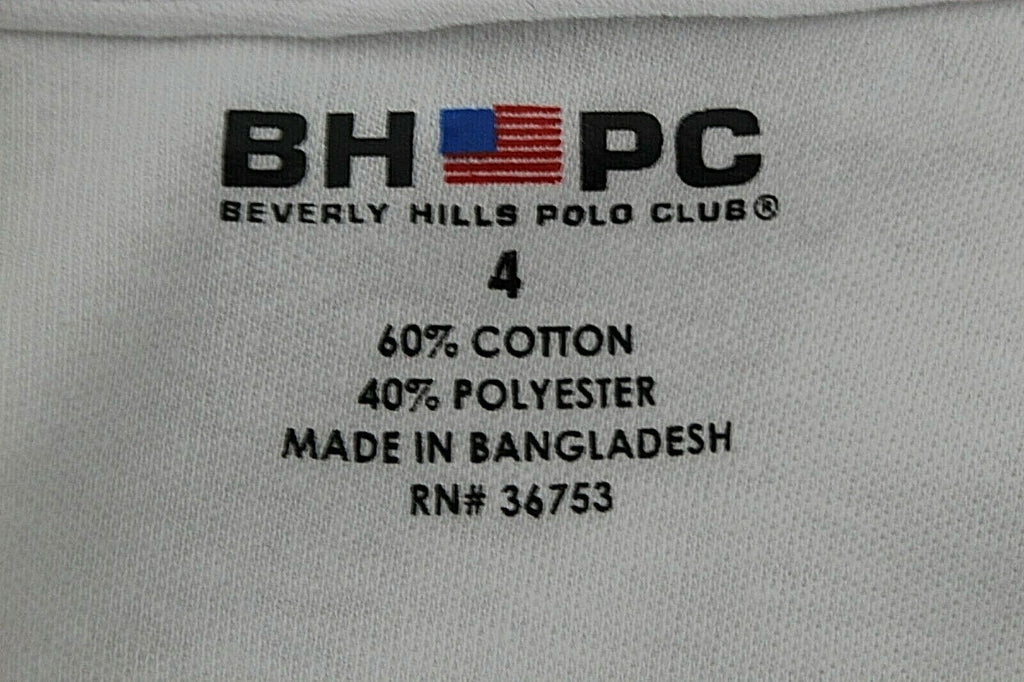 BH PC
BEVERLY HILLS POLO CLUB®
4
60% COTTON
40% POLYESTER
MADE IN BANGLADESH
RN# 36753